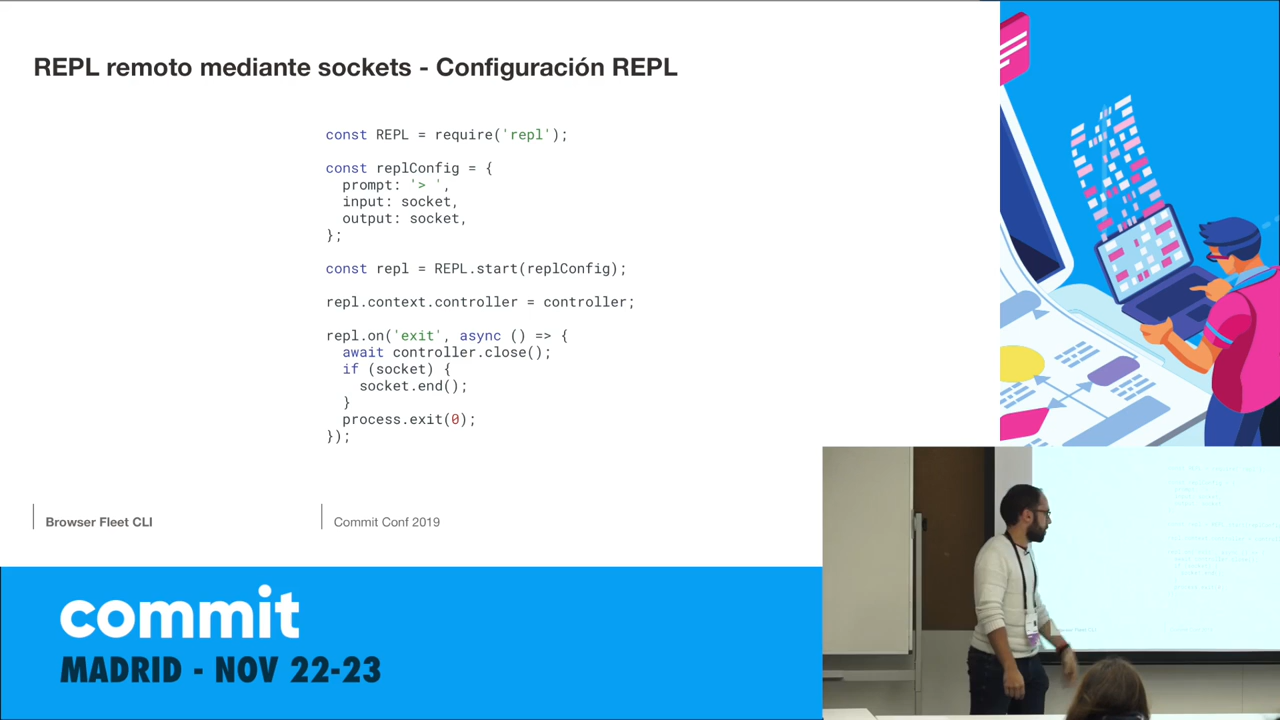 REPL remoto mediante sockets - Configuración REPL
const REPL = require('repl');
const replConfig = {
  prompt: '> ',
  input: socket,
  output: socket,
};
const repl = REPL.start(replConfig);
repl.context.controller = controller;
repl.on('exit', async () => {
  await controller.close();
  if (socket) {
    socket.end();
  }
  process.exit(0);
});
Browser Fleet CLI
Commit Conf 2019
commit
MADRID - NOV 22-23